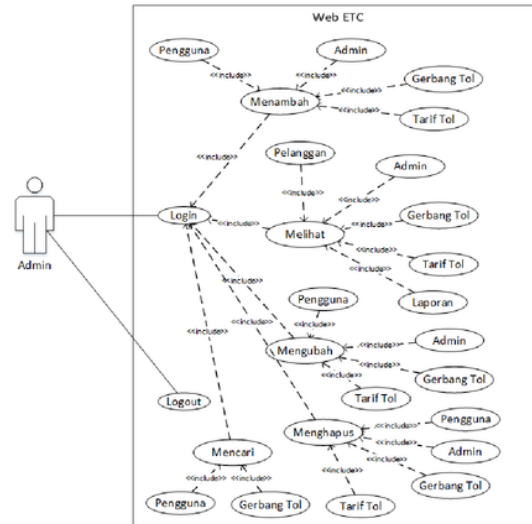 Web ETC
Pengguna
Admin
<<include>>
<<include>>
Gerbang Tol
<<include>>
Menambah
<<include>>
Tarif Tol
<<include>>
Pelanggan
Admin
<<include>>
<<include>>
Login
<<include>>
Gerbang Tol
<<include>>
Melihat
<<include>>
Tarif Tol
<<include>>
Laporan
Admin
<<include>>
Pengguna
<<include>>
<<include>>
<<include>>
Admin
Mengubah
<<include>>
Gerbang Tol
<<include>>
Tarif Tol
<<include>>
Logout
Pengguna
Menghapus
<<include>>
<<include>>
Admin
Mencari
<<include>>
Gerbang Tol
<<include>>
<<include>>
<<include>>
Pengguna
Gerbang Tol
Tarif Tol